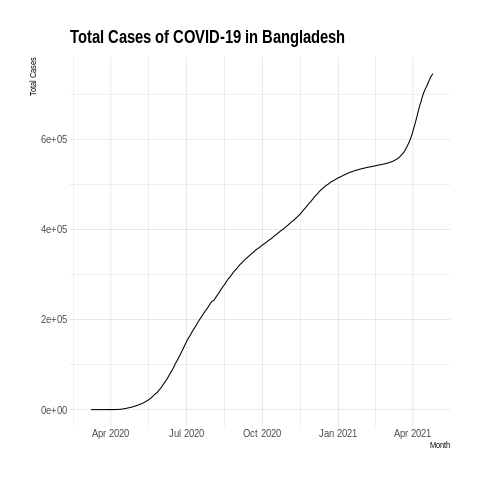 Total Cases of COVID-19 in Bangladesh
Total Cases
6e+05
4e+05
2e+05
0e+00
Apr 2020 Jul 2020 Oct 2020 Jan 2021 Apr 2021
Month